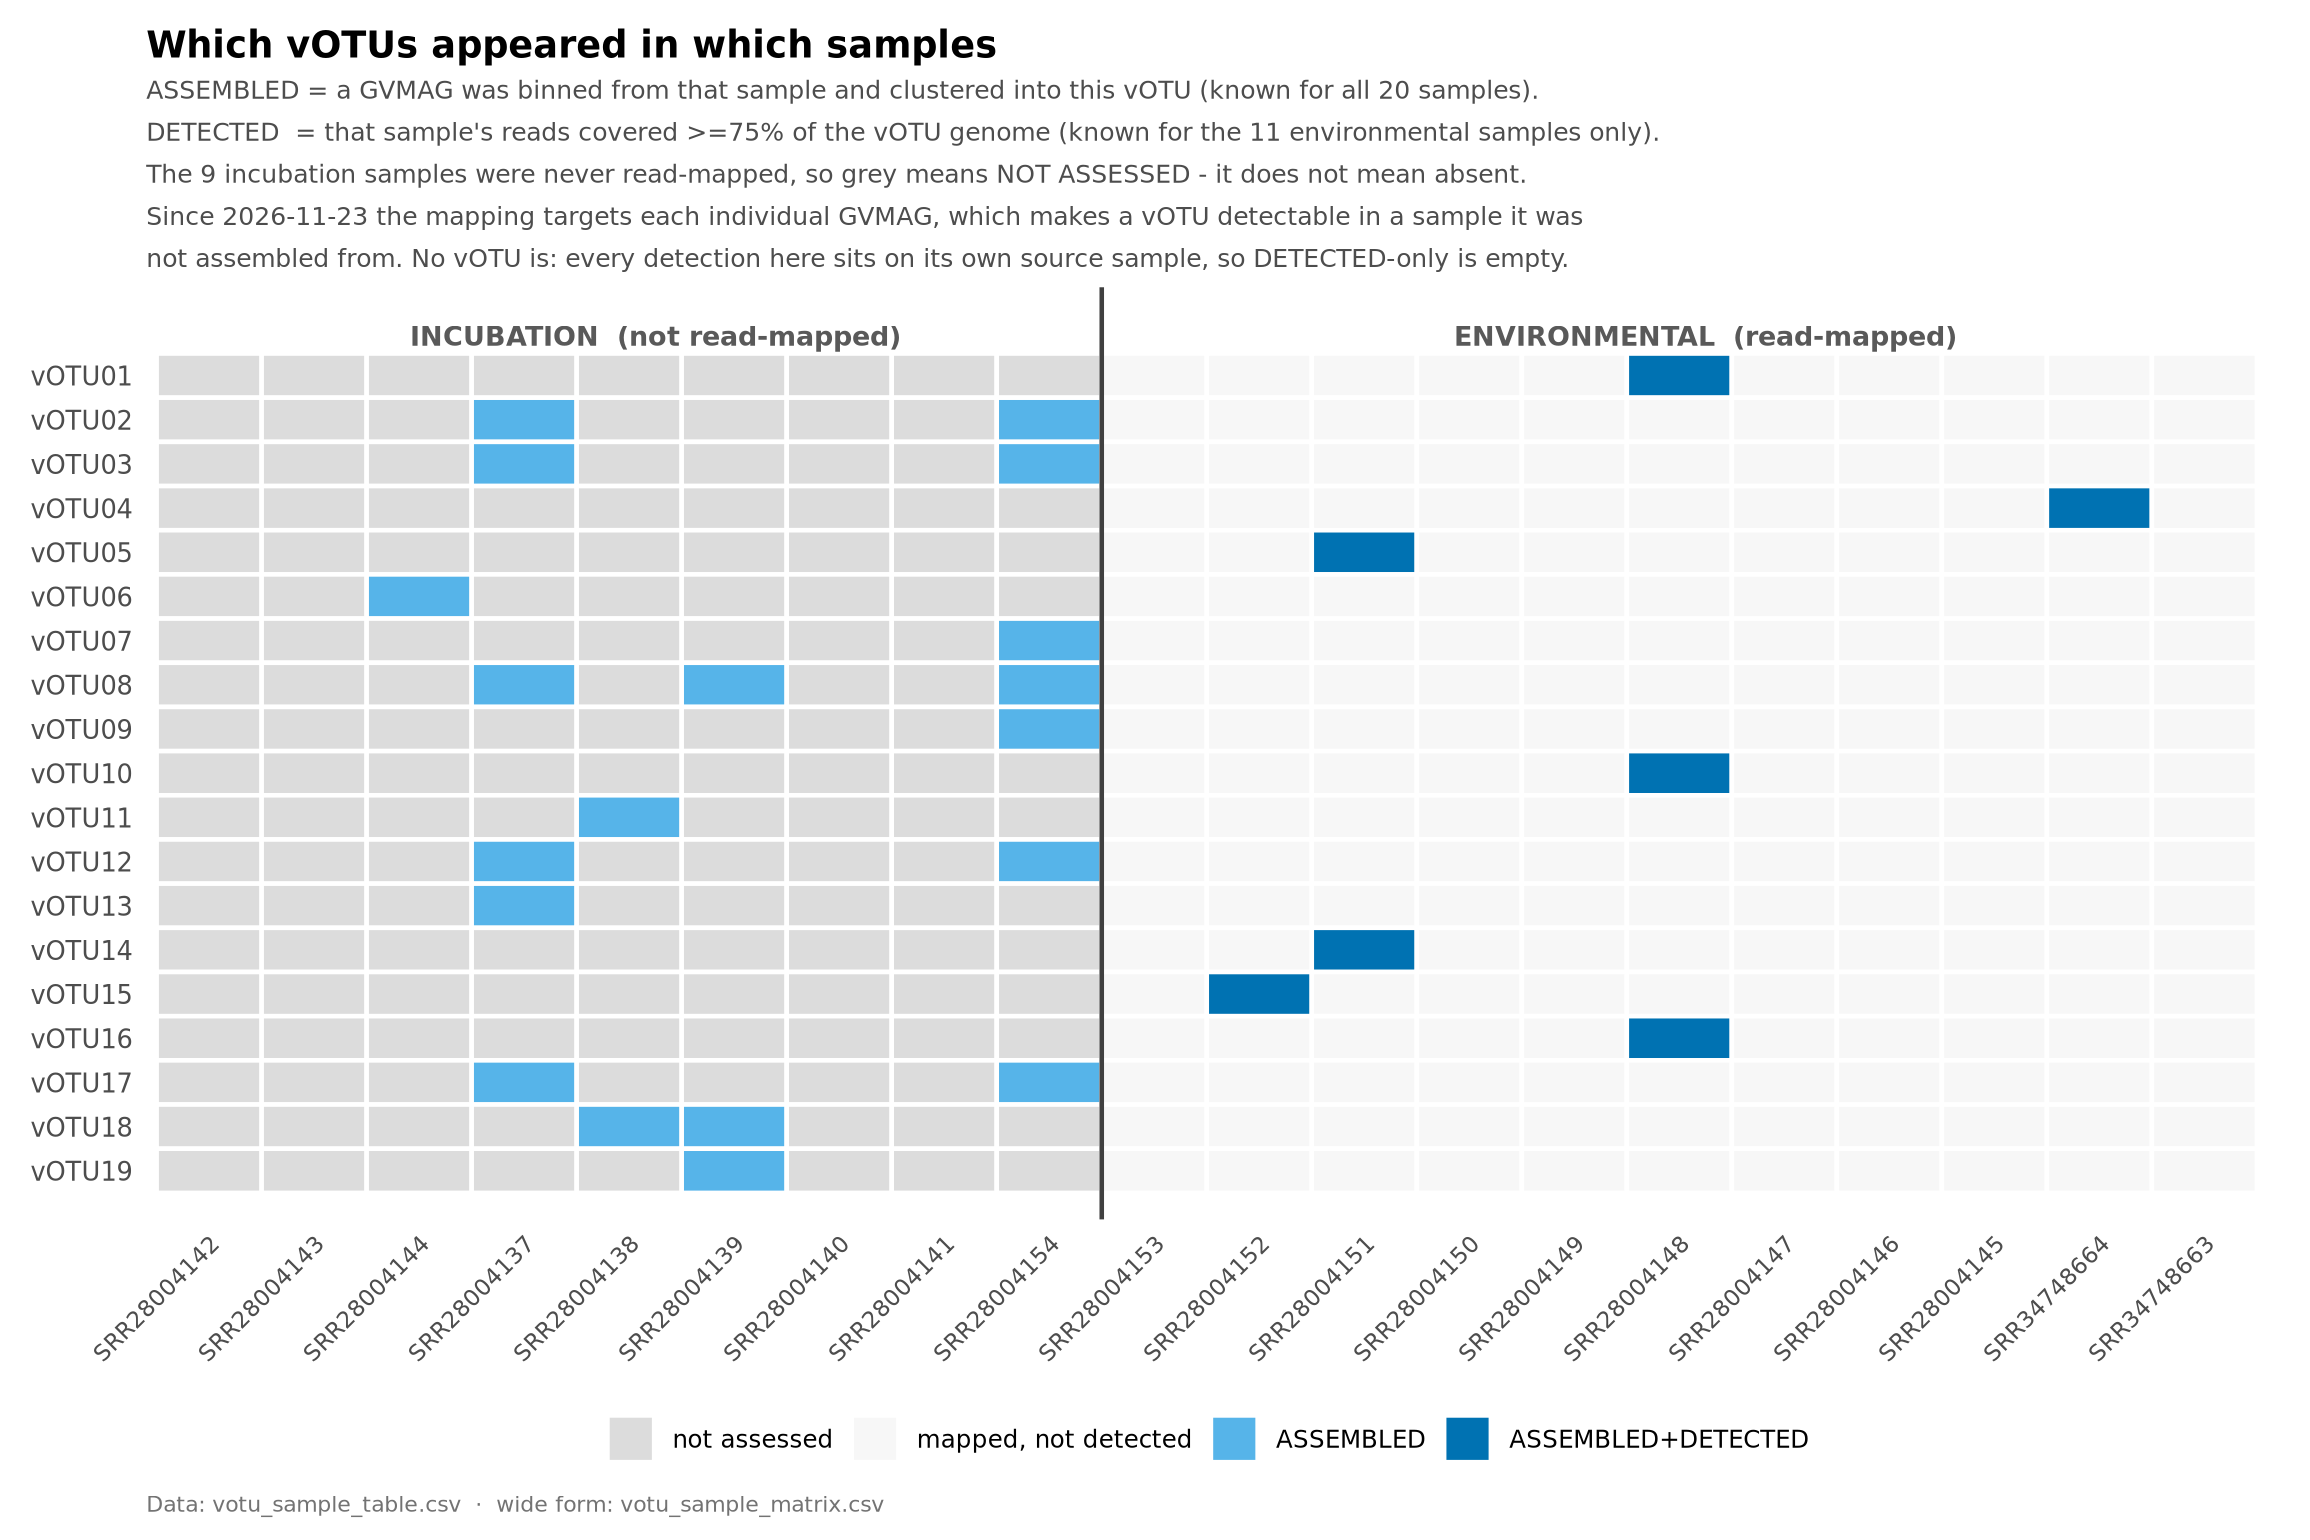 Which vOTUs appeared in which samples
ASSEMBLED = a GVMAG was binned from that sample and clustered into this vOTU (known for all 20 samples).
DETECTED  = that sample's reads covered >=75% of the vOTU genome (known for the 11 environmental samples only).
The 9 incubation samples were never read-mapped, so grey means NOT ASSESSED - it does not mean absent.
Since 2026-11-23 the mapping targets each individual GVMAG, which makes a vOTU detectable in a sample it was
not assembled from. No vOTU is: every detection here sits on its own source sample, so DETECTED-only is empty.
INCUBATION  (not read-mapped)
ENVIRONMENTAL  (read-mapped)
vOTU01
vOTU02
vOTU03
vOTU04
vOTU05
vOTU06
vOTU07
vOTU08
vOTU09
vOTU10
vOTU11
vOTU12
vOTU13
vOTU14
vOTU15
vOTU16
vOTU17
vOTU18
vOTU19
SRR28004142
SRR28004143
SRR28004144
SRR28004137
SRR28004138
SRR28004139
SRR28004140
SRR28004141
SRR28004154
SRR28004153
SRR28004152
SRR28004151
SRR28004150
SRR28004149
SRR28004148
SRR28004147
SRR28004146
SRR28004145
SRR34748664
SRR34748663
not assessed
mapped, not detected
ASSEMBLED
ASSEMBLED+DETECTED
Data: votu_sample_table.csv  ·  wide form: votu_sample_matrix.csv